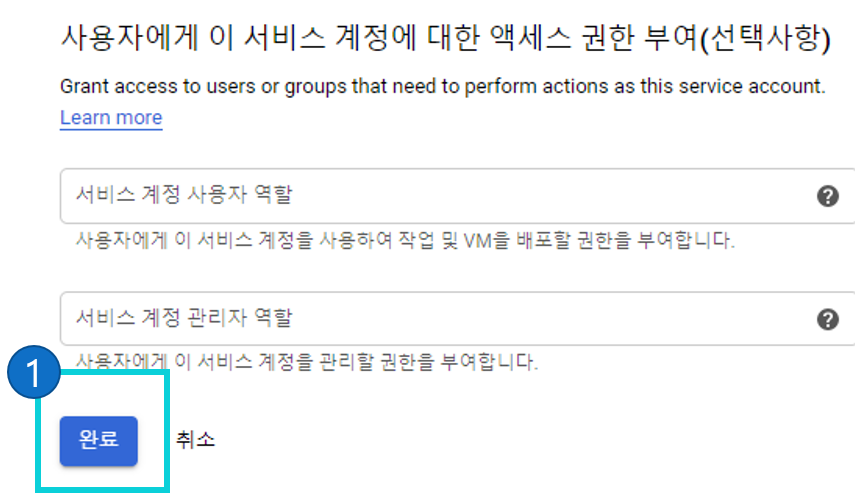 사용자에게 이 서비스 계정에 대한 액세스 권한 부여(선택사항)
Grant access to users or groups that need to perform actions as this service account.
Learn more
서비스 계정 사용자 역할
?
사용자에게 이 서비스 계정을 사용하여 작업 및 VM을 배포할 권한을 부여합니다.
서비스 계정 관리자 역할
?
사용자에게 이 서비스 계정을 관리할 권한을 부여합니다.
1
완료 취소